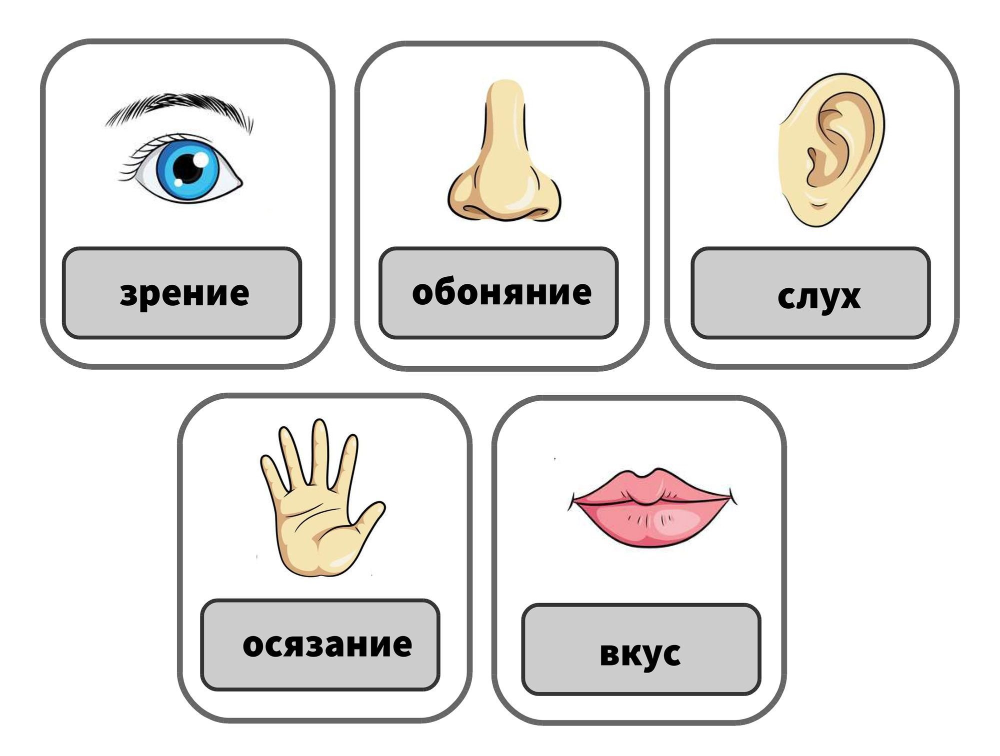 зрение
обоняние
слух
осязание
вкус